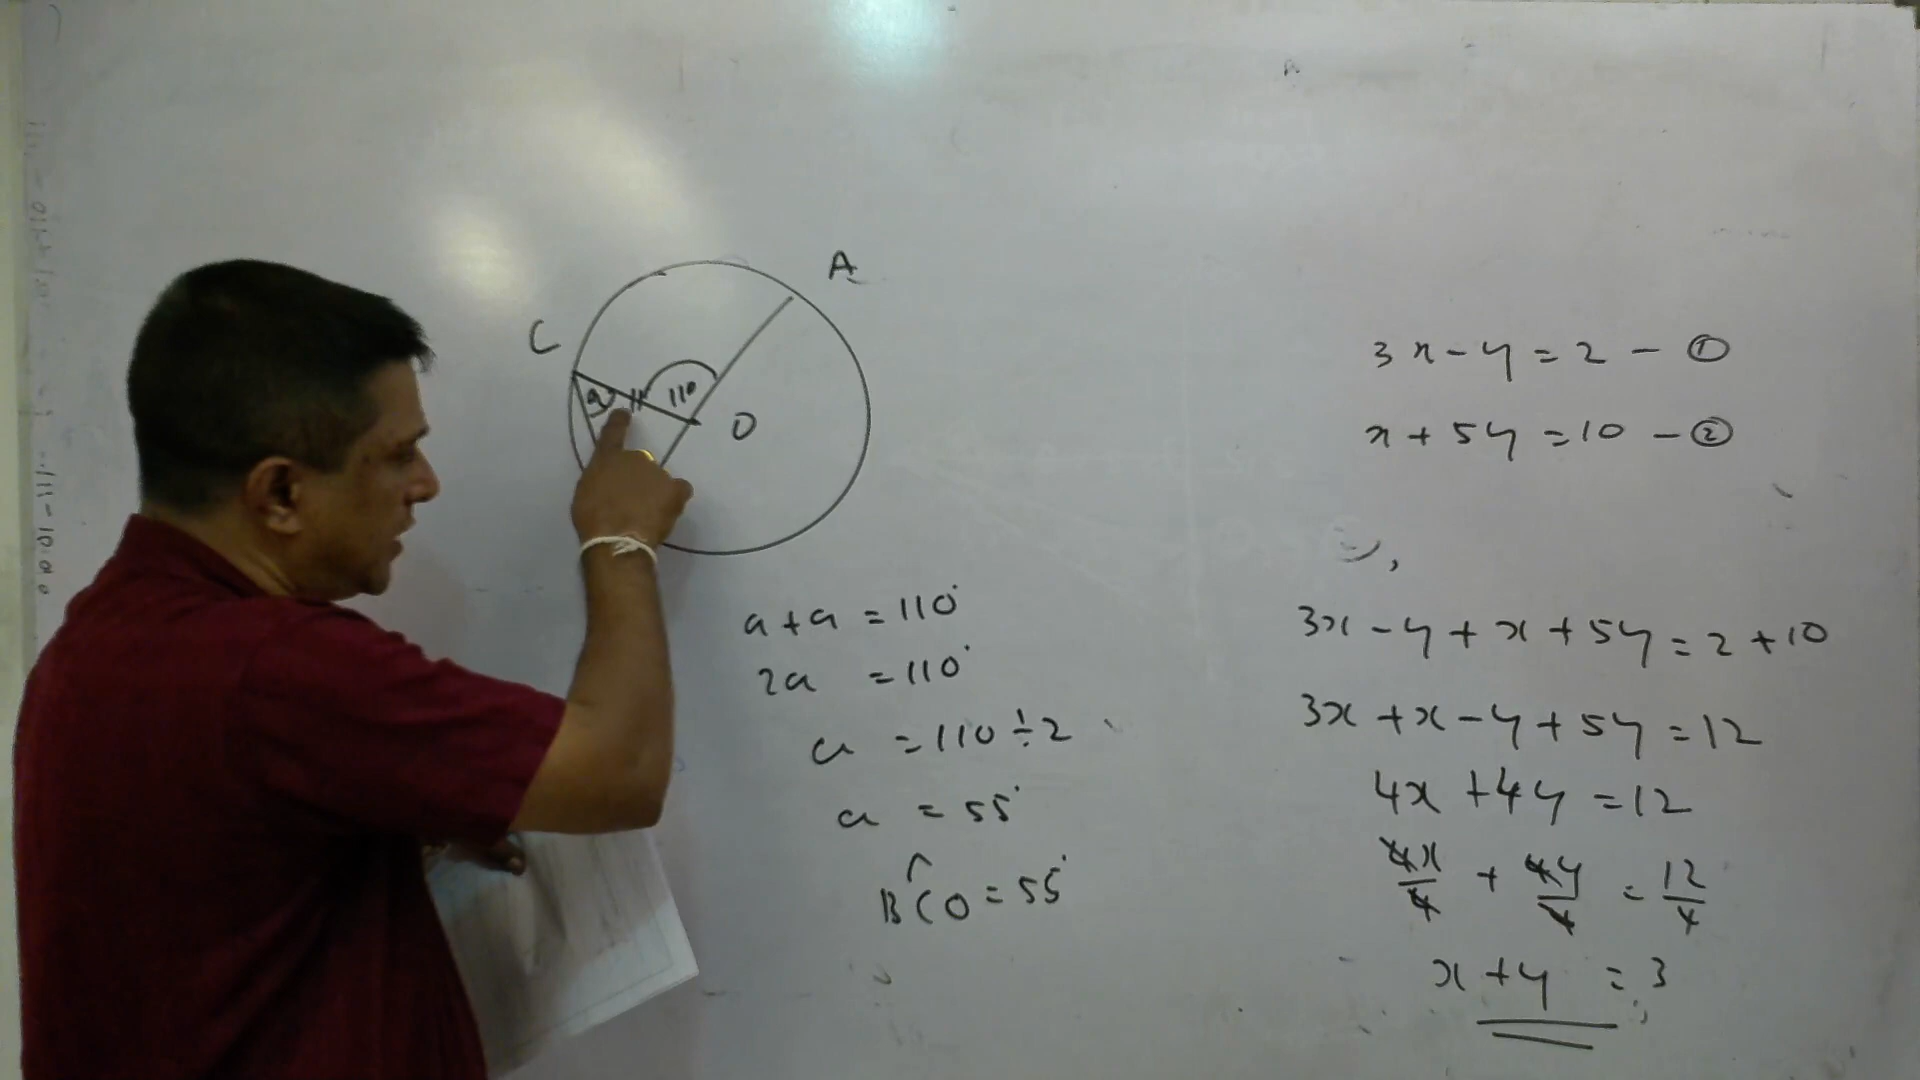 A
C
a
110
O
a + a = 110°
2a = 110°
a = 110 ÷ 2
a = 55°
BĈO = 55°
3x - y = 2 - ①
x + 5y = 10 - ②
3x - y + x + 5y = 2 + 10
3x + x - y + 5y = 12
4x + 4y = 12
4x/4 + 4y/4 = 12/4
x + y = 3